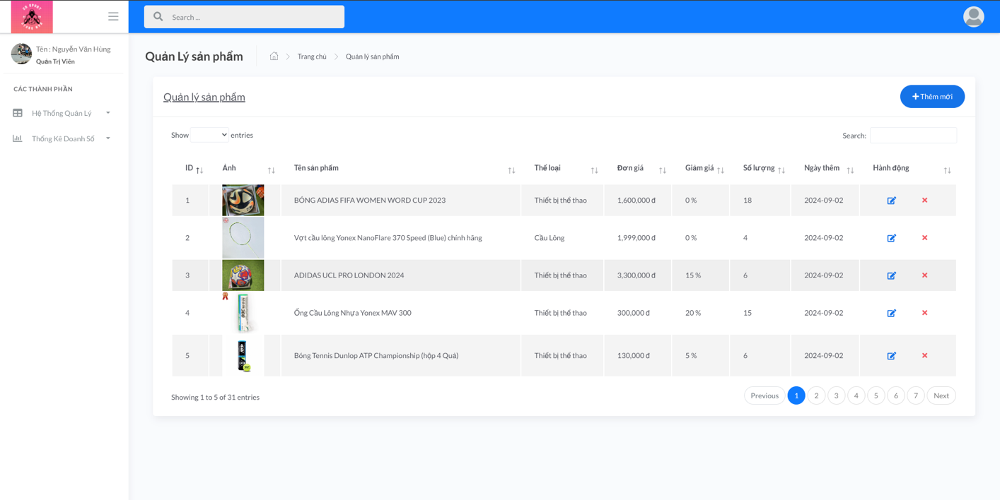 Search ...
Tên : Nguyễn Văn Hùng
Quản Trị Viên
CÁC THÀNH PHẦN
Hệ Thống Quản Lý
Thống Kê Doanh Số
Quản Lý sản phẩm
Trang chủ
Quản lý sản phẩm
Quản lý sản phẩm
Thêm mới
Show entries
Search:
ID Ảnh Tên sản phẩm Thể loại Đơn giá Giảm giá Số lượng Ngày thêm Hành động
1 BÓNG ADIAS FIFA WOMEN WORD CUP 2023 Thiết bị thể thao 1,600,000 đ 0 % 18 2024-09-02
2 Vợt cầu lông Yonex NanoFlare 370 Speed (Blue) chính hãng Cầu Lông 1,999,000 đ 0 % 4 2024-09-02
3 ADIDAS UCL PRO LONDON 2024 Thiết bị thể thao 3,300,000 đ 15 % 6 2024-09-02
4 Ống Cầu Lông Nhựa Yonex MAV 300 Thiết bị thể thao 300,000 đ 20 % 15 2024-09-02
5 Bóng Tennis Dunlop ATP Championship (hộp 4 Quả) Thiết bị thể thao 130,000 đ 5 % 6 2024-09-02
Showing 1 to 5 of 31 entries
Previous 1 2 3 4 5 6 7 Next